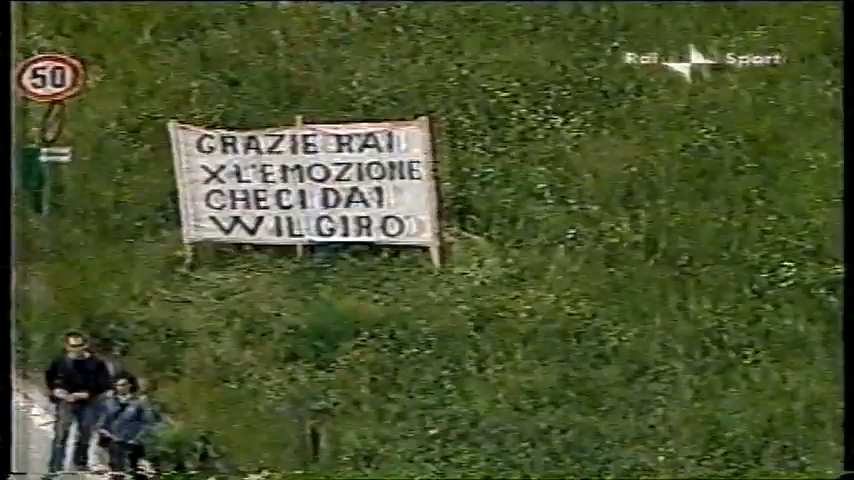 50
Rai Sport
GRAZIE RAI
X L'EMOZIONE
CHE CI DAI
W IL GIRO